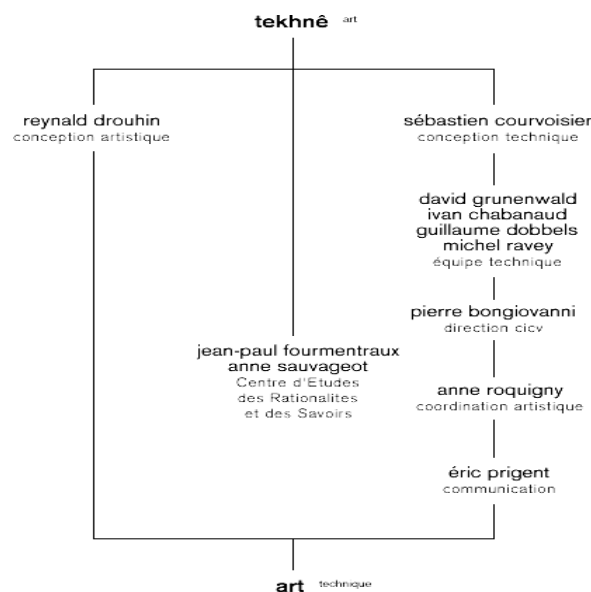 tekhnê art
reynald drouhin
conception artistique
sébastien courvoisier
conception technique
david grunenwald
ivan chabanaud
guillaume dobbels
michel ravey
équipe technique
pierre bongiovanni
direction cicv
jean-paul fourmentraux
anne sauvageot
Centre d'Etudes
des Rationalites
et des Savoirs
anne roquigny
coordination artistique
éric prigent
communication
art technique